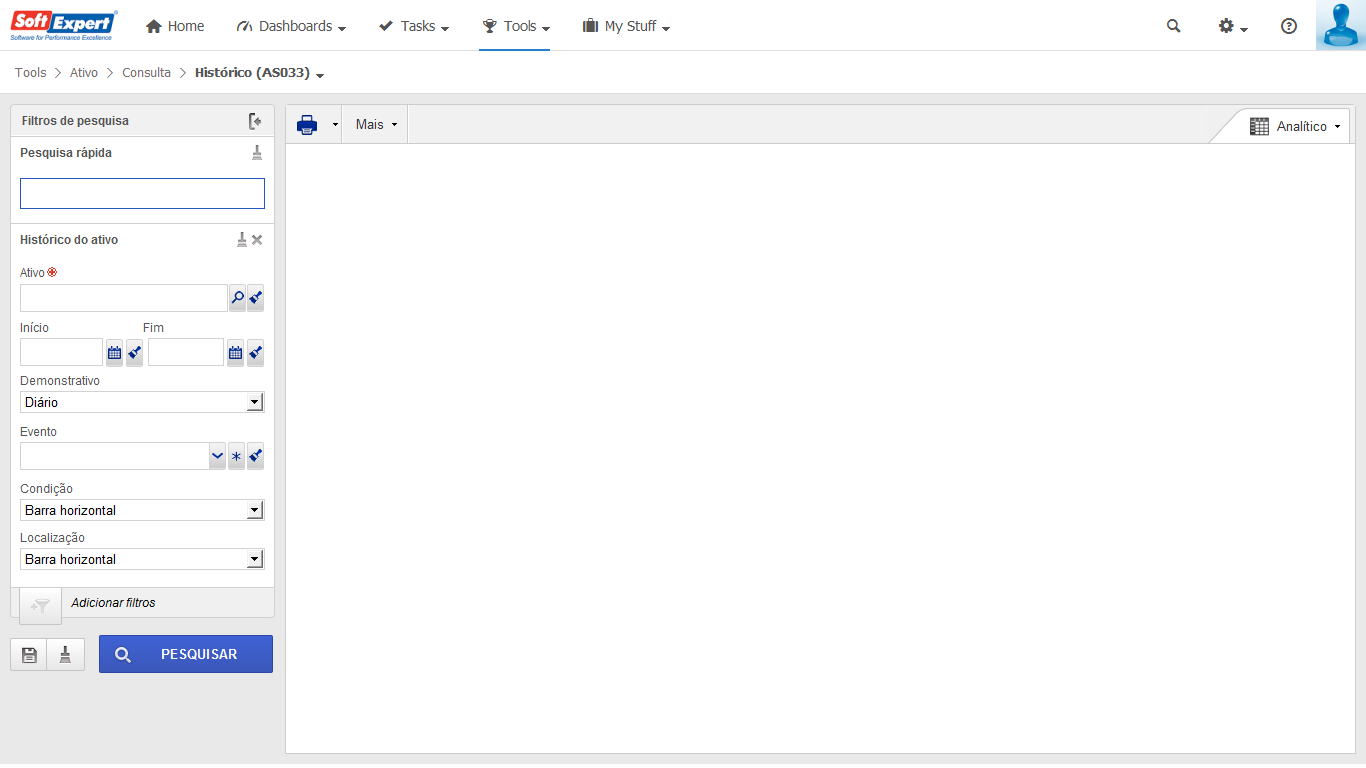 SoftExpert®
Software for Performance Excellence
Home
Dashboards
Tasks
Tools
My Stuff
Tools > Ativo > Consulta > Histórico (AS033)
Filtros de pesquisa
Mais
Analítico
Pesquisa rápida
Histórico do ativo
Ativo
Início Fim
Demonstrativo
Diário
Evento
Condição
Barra horizontal
Localização
Barra horizontal
Adicionar filtros
PESQUISAR